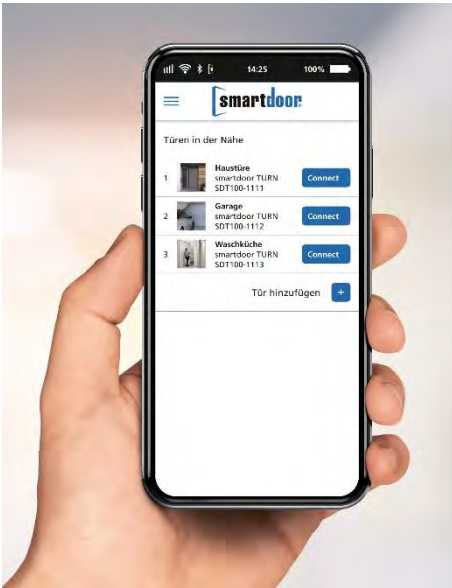 14:25
100%
smartdoor
Türen in der Nähe
1
Haustüre
smartdoor TURN
SDT100-1111
Connect
2
Garage
smartdoor TURN
SDT100-1112
Connect
3
Waschküche
smartdoor TURN
SDT100-1113
Connect
Tür hinzufügen +